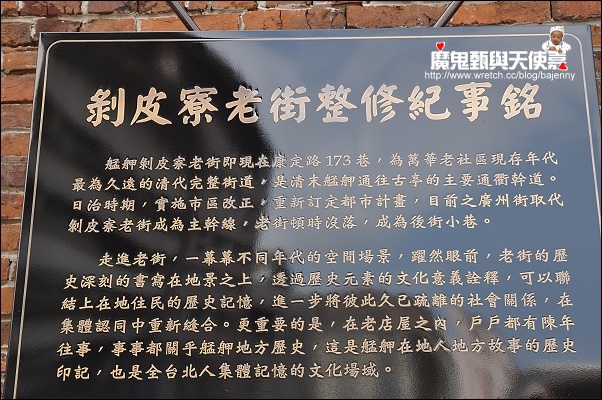 魔鬼甄與天使嘉
http://www.wretch.cc/blog/bajenny
剝皮寮老街整修紀事銘
艋舺剝皮寮老街即現在康定路173巷，為萬華老社區現存年代
最為久遠的清代完整街道，是清末艋舺通往古亭的主要通衢幹道。
日治時期，實施市區改正，重新訂定都市計畫，目前之廣州街取代
剝皮寮老街成為主幹線，老街頓時沒落，成為後街小巷。
走進老街，一幕幕不同年代的空間場景，躍然眼前，老街的歷
史深刻的書寫在地景之上，透過歷史元素的文化意義詮釋，可以聯
結上在地住民的歷史記憶，進一步將彼此久已疏離的社會關係，在
集體認同中重新縫合。更重要的是，在老店屋之內，戶戶都有陳年
往事，事事都關乎艋舺地方歷史，這是艋舺在地人地方故事的歷史
印記，也是全台北人集體記憶的文化場域。